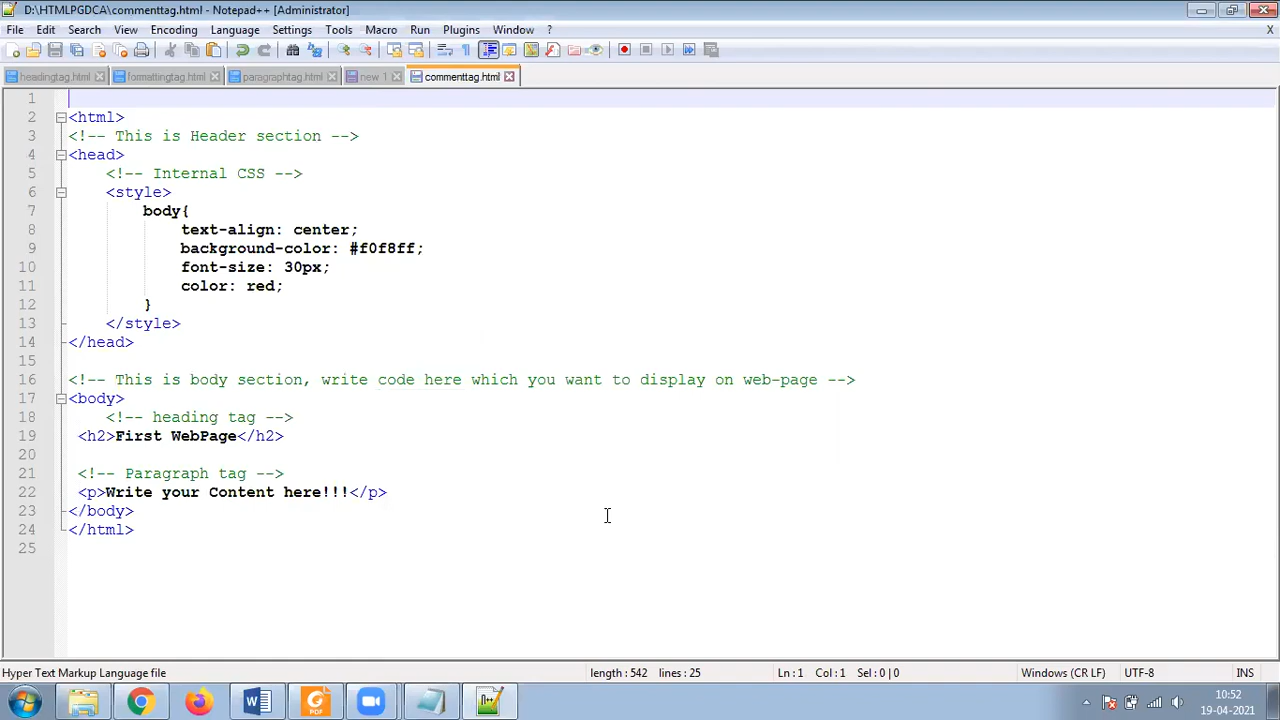 D:\HTMLPGDCA\commenttag.html - Notepad++ [Administrator]
File Edit Search View Encoding Language Settings Tools Macro Run Plugins Window ? X
headingtag.html formattingtag.html paragraphtag.html new 1 commenttag.html
1
2 <html>
3 <!-- This is Header section -->
4 <head>
5 <!-- Internal CSS -->
6 <style>
7 body{
8 text-align: center;
9 background-color: #f0f8ff;
10 font-size: 30px;
11 color: red;
12 }
13 </style>
14 </head>
15
16 <!-- This is body section, write code here which you want to display on web-page -->
17 <body>
18 <!-- heading tag -->
19 <h2>First WebPage</h2>
20
21 <!-- Paragraph tag -->
22 <p>Write your Content here!!!</p>
23 </body>
24 </html>
25
Hyper Text Markup Language file length : 542 lines : 25 Ln : 1 Col : 1 Sel : 0 | 0 Windows (CR LF) UTF-8 INS
10:52
19-04-2021